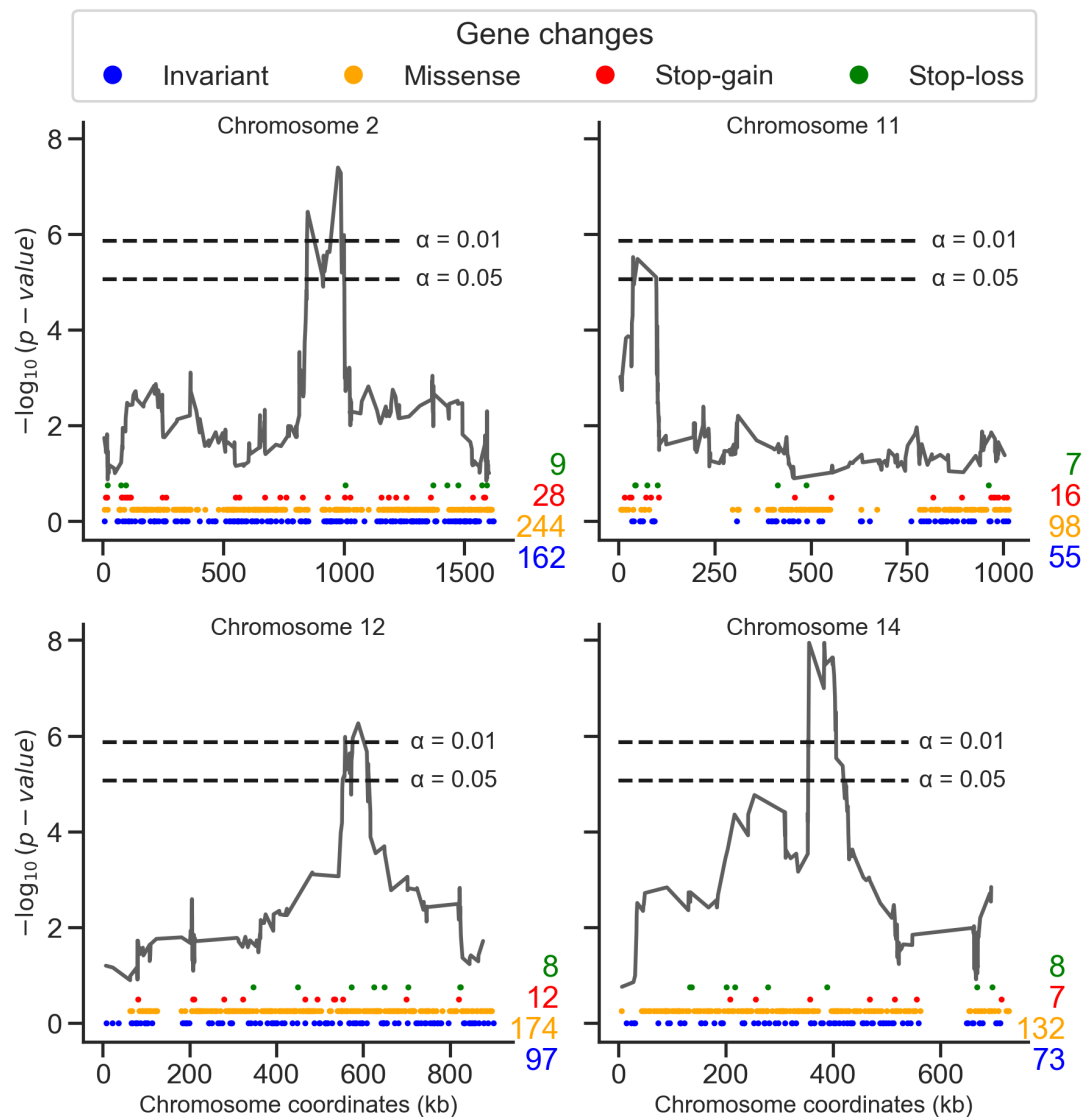 Gene changes
Invariant Missense Stop-gain Stop-loss
Chromosome 2
8
6
4
2
0
−log10 (p − value)
α = 0.01
α = 0.05
9
28
244
162
0 500 1000 1500
Chromosome 11
α = 0.01
α = 0.05
7
16
98
55
0 250 500 750 1000
Chromosome 12
8
6
4
2
0
−log10 (p − value)
α = 0.01
α = 0.05
8
12
174
97
0 200 400 600 800
Chromosome coordinates (kb)
Chromosome 14
α = 0.01
α = 0.05
8
7
132
73
0 200 400 600
Chromosome coordinates (kb)